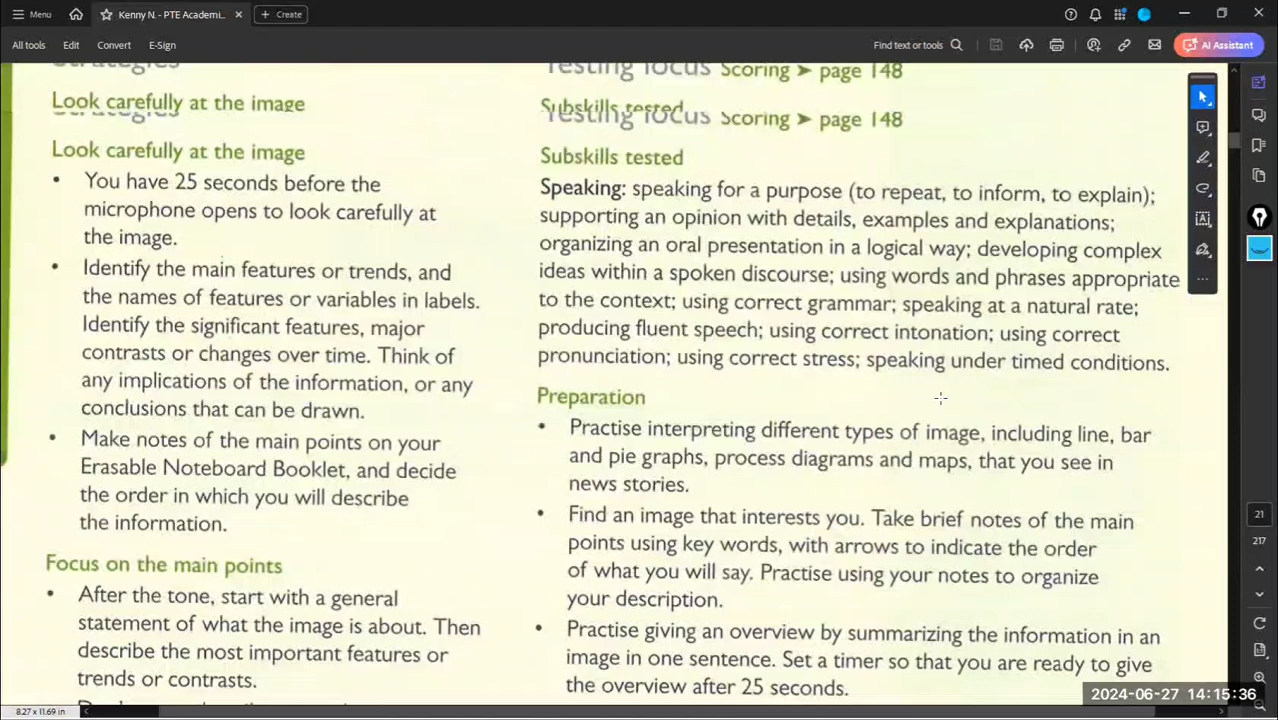 Menu
Kenny N. - PTE Academi...
Create
All tools
Edit
Convert
E-Sign
Find text or tools
AI Assistant
Strategies
Look carefully at the image
Strategies
Look carefully at the image
• You have 25 seconds before the
microphone opens to look carefully at
the image.
• Identify the main features or trends, and
the names of features or variables in labels.
Identify the significant features, major
contrasts or changes over time. Think of
any implications of the information, or any
conclusions that can be drawn.
• Make notes of the main points on your
Erasable Noteboard Booklet, and decide
the order in which you will describe
the information.
Focus on the main points
• After the tone, start with a general
statement of what the image is about. Then
describe the most important features or
trends or contrasts.
Testing focus Scoring ➤ page 148
Subskills tested
Testing focus Scoring ➤ page 148
Subskills tested
Speaking: speaking for a purpose (to repeat, to inform, to explain);
supporting an opinion with details, examples and explanations;
organizing an oral presentation in a logical way; developing complex
ideas within a spoken discourse; using words and phrases appropriate
to the context; using correct grammar; speaking at a natural rate;
producing fluent speech; using correct intonation; using correct
pronunciation; using correct stress; speaking under timed conditions.
Preparation
• Practise interpreting different types of image, including line, bar
and pie graphs, process diagrams and maps, that you see in
news stories.
• Find an image that interests you. Take brief notes of the main
points using key words, with arrows to indicate the order
of what you will say. Practise using your notes to organize
your description.
• Practise giving an overview by summarizing the information in an
image in one sentence. Set a timer so that you are ready to give
the overview after 25 seconds.
21
217
8.27 x 11.69 in
2024-06-27 14:15:36